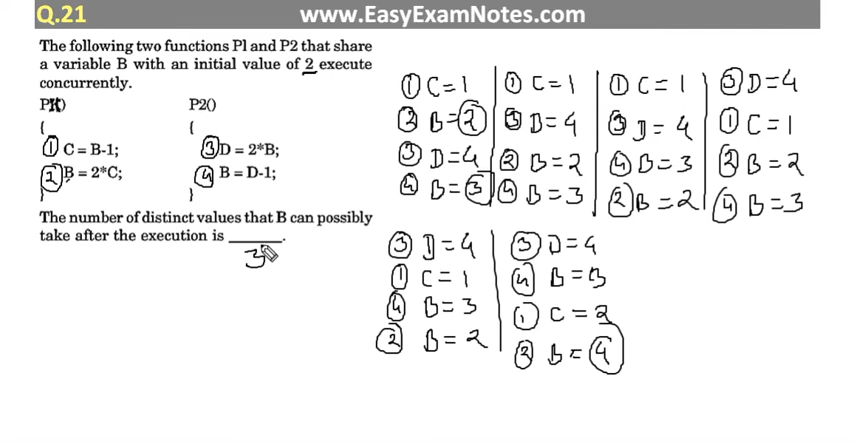 Q.21
www.EasyExamNotes.com
The following two functions P1 and P2 that share
a variable B with an initial value of 2 execute
concurrently.
P1() P2()
{ {
① C = B-1; ③ D = 2*B;
② B = 2*C; ④ B = D-1;
} }
The number of distinct values that B can possibly
take after the execution is ______.
3
① C=1
② B=2
③ D=4
④ B=3
① C=1
③ D=4
② B=2
④ B=3
① C=1
③ D=4
④ B=3
② B=2
③ D=4
① C=1
② B=2
④ B=3
③ D=4
① C=1
④ B=3
② B=2
③ D=4
④ B=3
① C=2
② B=4